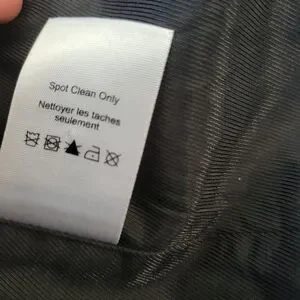 Spot Clean Only
Nettoyer les taches
seulement